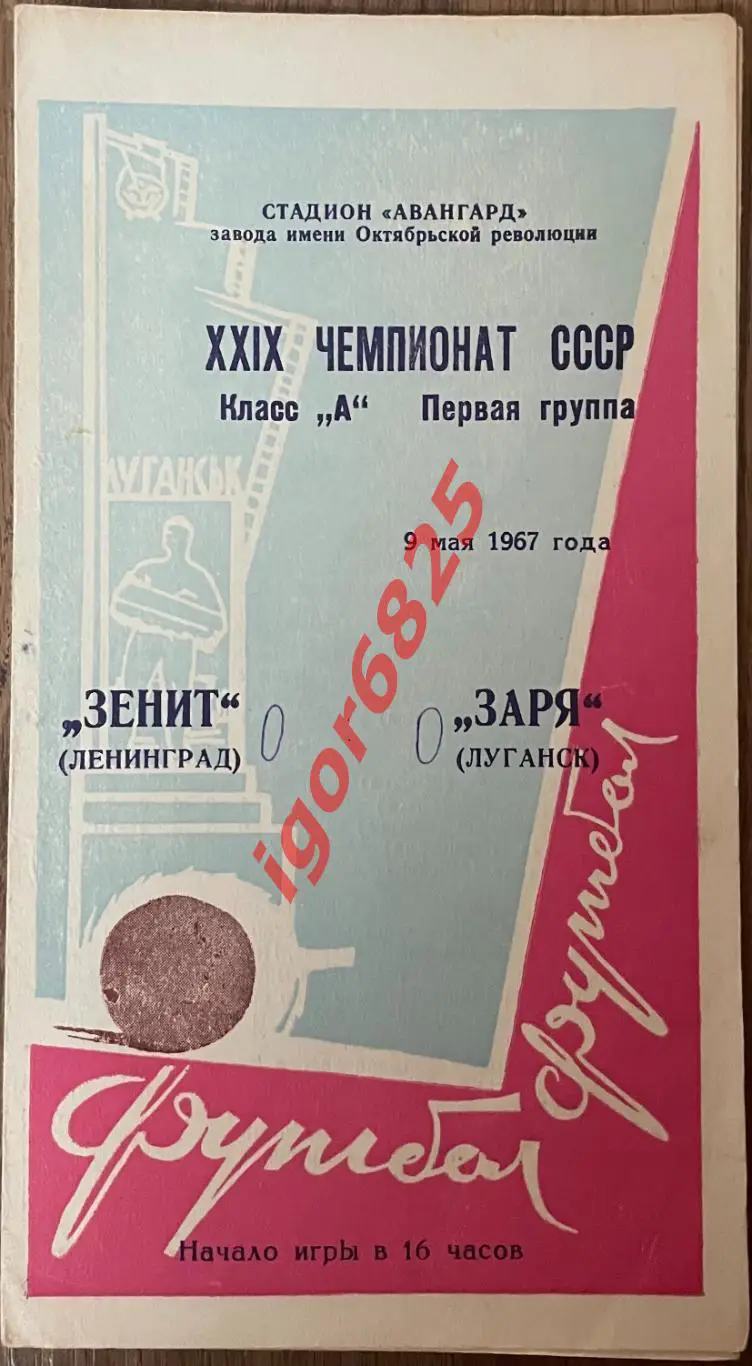 СТАДИОН «АВАНГАРД»
завода имени Октябрьской революции
XXIX ЧЕМПИОНАТ СССР
Класс „А“ Первая группа
ЛУГАНСЬК
9 мая 1967 года
„ЗЕНИТ“ 0 0 „ЗАРЯ“
(ЛЕНИНГРАД) (ЛУГАНСК)
igor6825
Футбол
Футбол
Начало игры в 16 часов